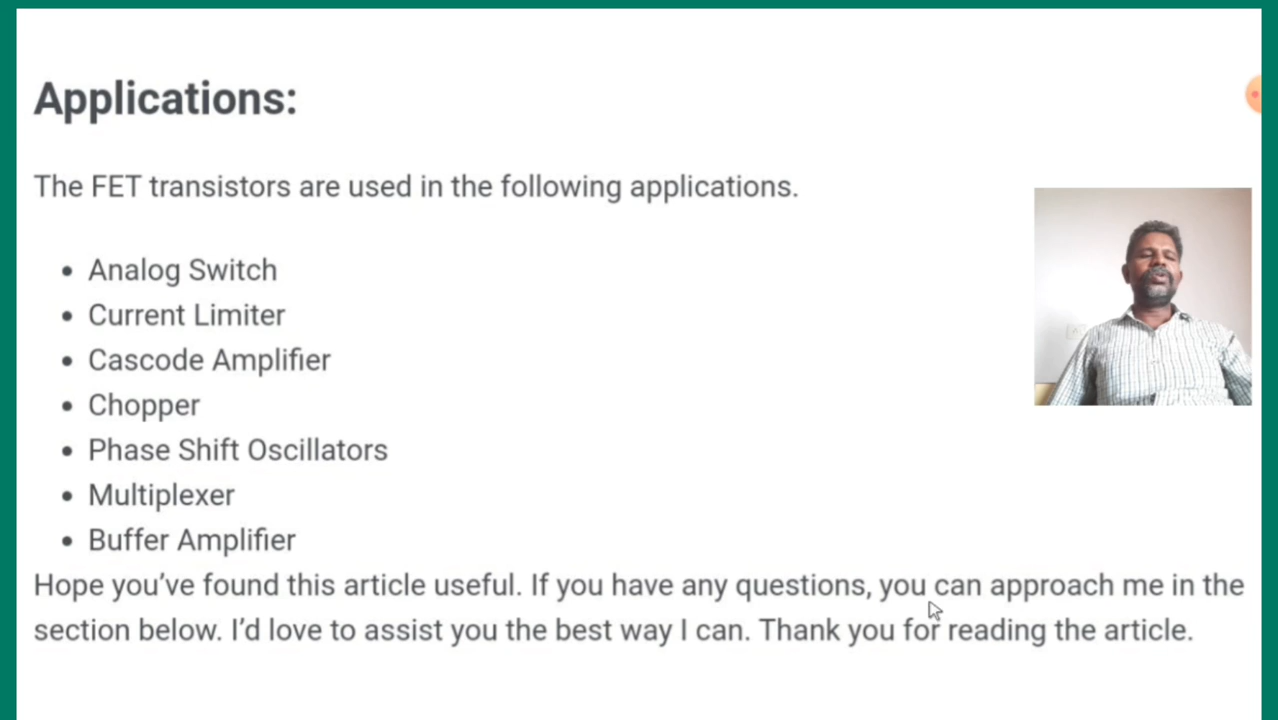 Applications:
The FET transistors are used in the following applications.
• Analog Switch
• Current Limiter
• Cascode Amplifier
• Chopper
• Phase Shift Oscillators
• Multiplexer
• Buffer Amplifier
Hope you’ve found this article useful. If you have any questions, you can approach me in the
section below. I’d love to assist you the best way I can. Thank you for reading the article.